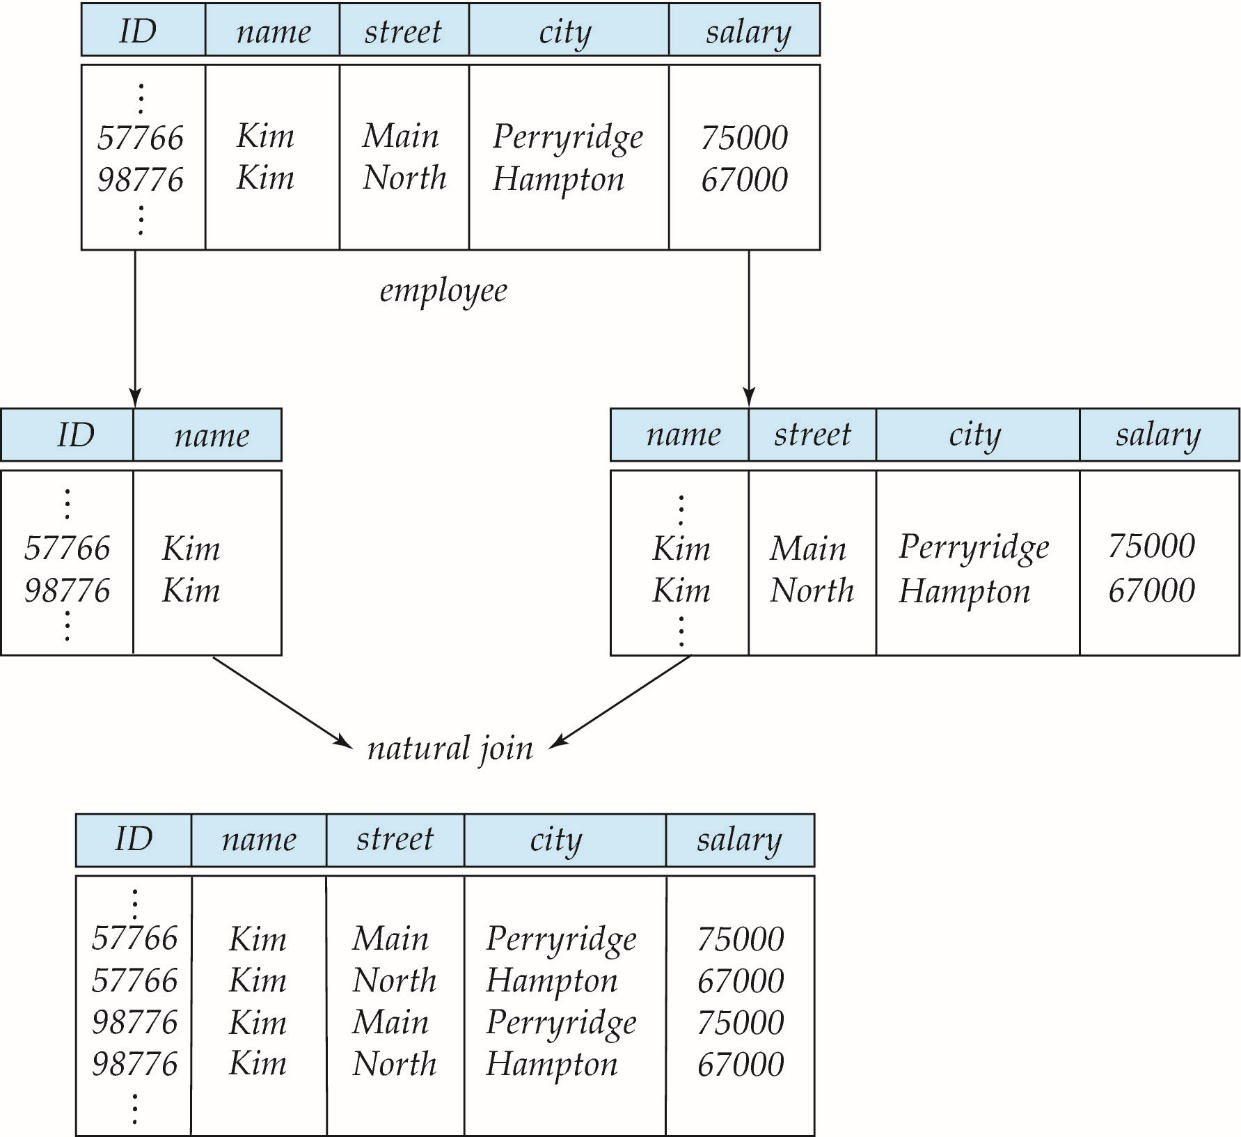 ID name street city salary
57766 Kim Main Perryridge 75000
98776 Kim North Hampton 67000
employee
ID name
57766 Kim
98776 Kim
name street city salary
Kim Main Perryridge 75000
Kim North Hampton 67000
natural join
ID name street city salary
57766 Kim Main Perryridge 75000
57766 Kim North Hampton 67000
98776 Kim Main Perryridge 75000
98776 Kim North Hampton 67000